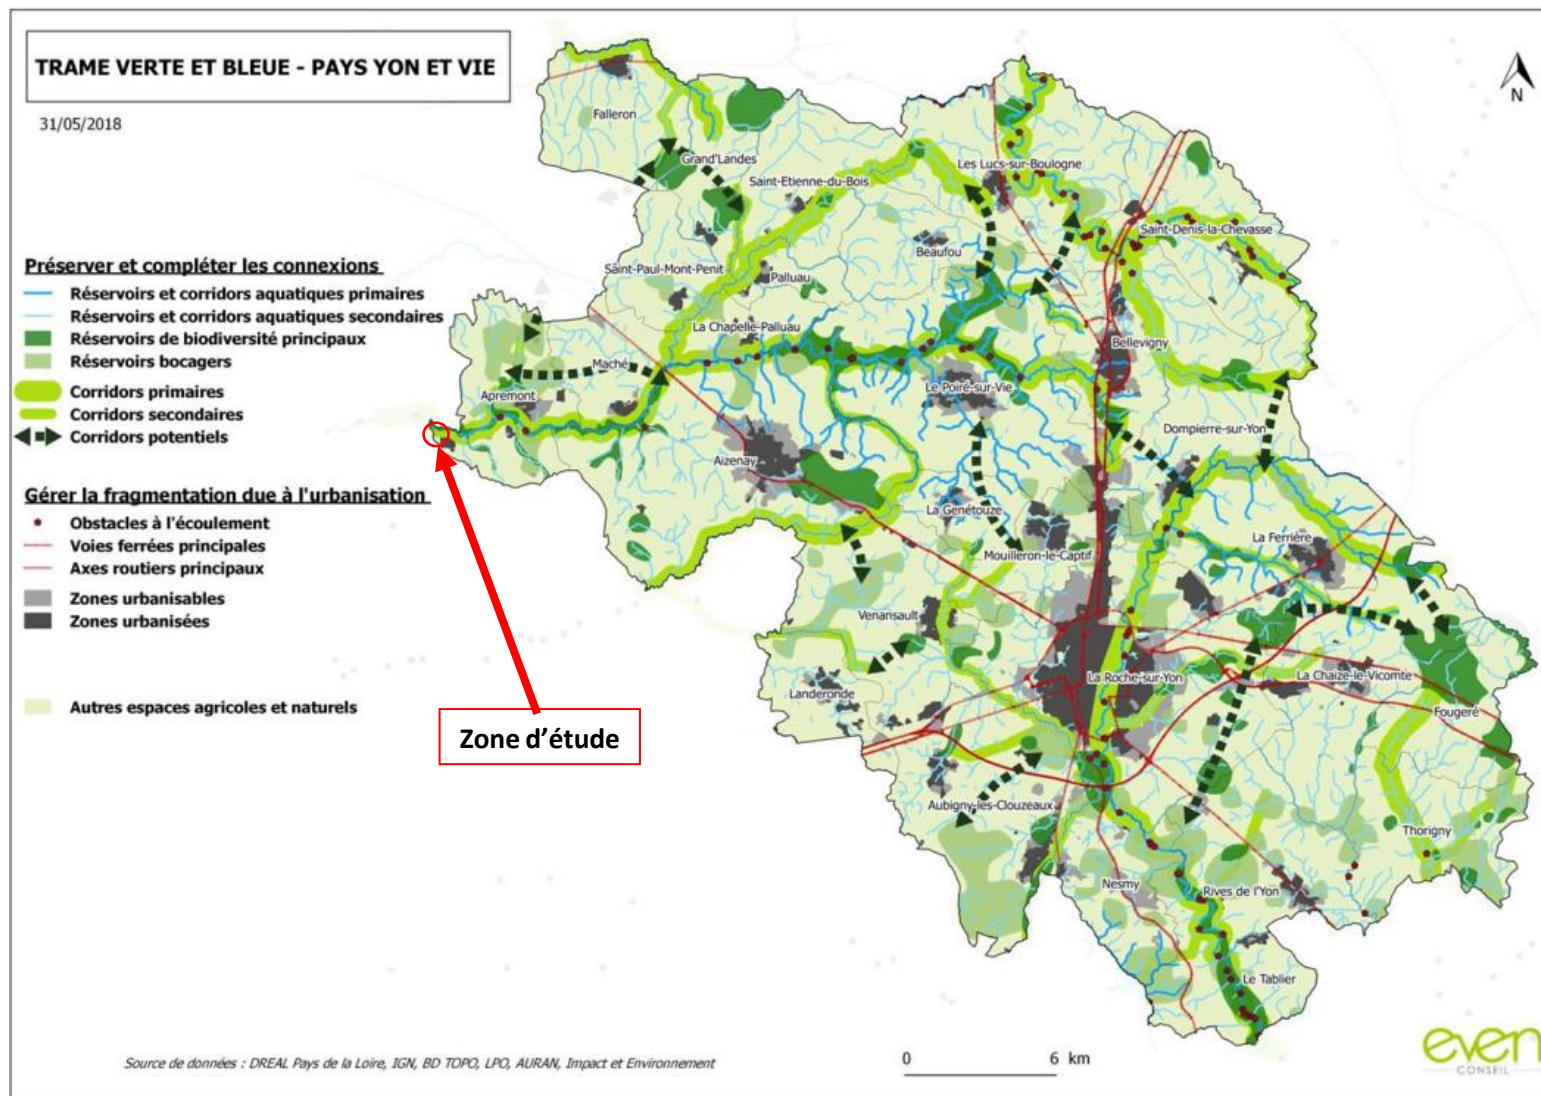 TRAME VERTE ET BLEUE - PAYS YON ET VIE
31/05/2018
N
Préserver et compléter les connexions
Réservoirs et corridors aquatiques primaires
Réservoirs et corridors aquatiques secondaires
Réservoirs de biodiversité principaux
Réservoirs bocagers
Corridors primaires
Corridors secondaires
Corridors potentiels
Gérer la fragmentation due à l'urbanisation
Obstacles à l'écoulement
Voies ferrées principales
Axes routiers principaux
Zones urbanisables
Zones urbanisées
Autres espaces agricoles et naturels
Zone d'étude
Falleron
Grand'Landes
Saint-Etienne-du-Bois
Les Lucs-sur-Boulogne
Saint-Denis-la-Chevasse
Beaufou
Saint-Paul-Mont-Penit
Palluau
La Chapelle-Palluau
Bellevigny
Maché
Apremont
Le Poiré-sur-Vie
Dompierre-sur-Yon
Aizenay
La Genétouze
Mouilleron-le-Captif
La Ferrière
Venansault
La Roche-sur-Yon
La Chaize-le-Vicomte
Landeronde
Fougeré
Aubigny-les-Clouzeaux
Thorigny
Nesmy
Rives de l'Yon
Le Tablier
Source de données : DREAL Pays de la Loire, IGN, BD TOPO, LPO, AURAN, Impact et Environnement
0 6 km
even
CONSEIL